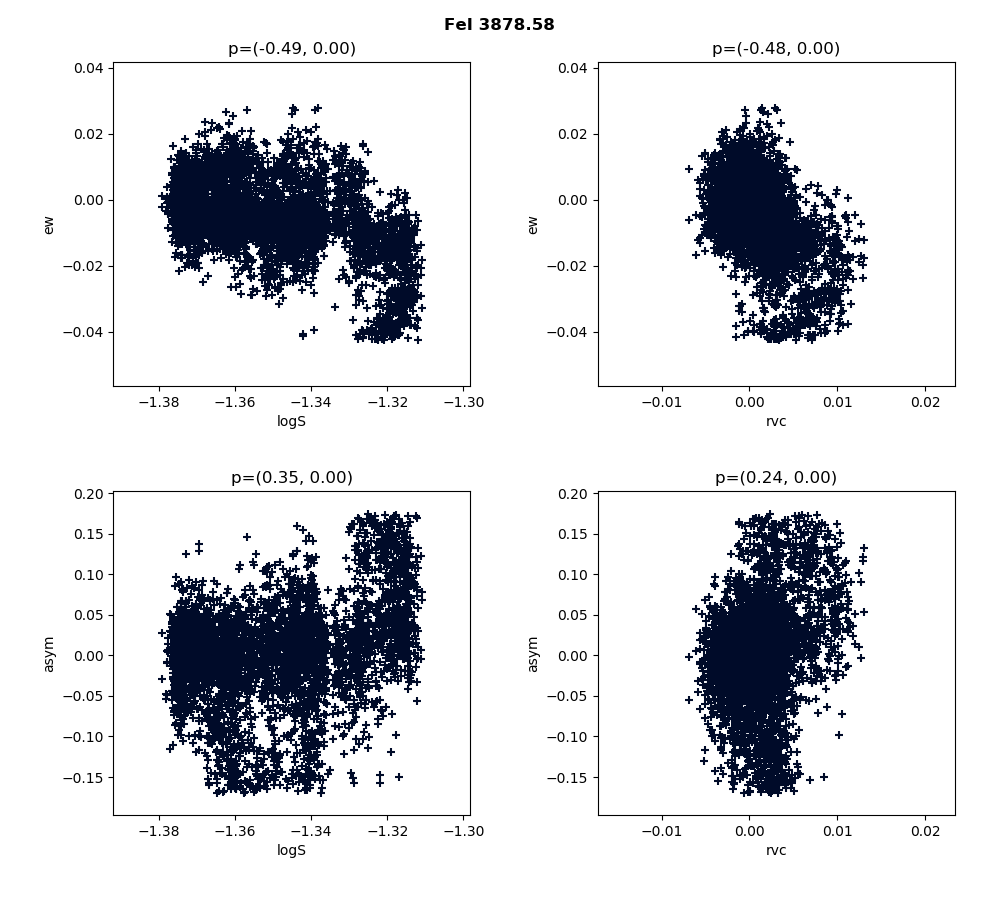 FeI 3878.58
p=(-0.49, 0.00)
p=(-0.48, 0.00)
0.04
0.02
0.00
−0.02
−0.04
ew
−1.38 −1.36 −1.34 −1.32 −1.30
logS
0.04
0.02
0.00
−0.02
−0.04
ew
−0.01 0.00 0.01 0.02
rvc
p=(0.35, 0.00)
p=(0.24, 0.00)
0.20
0.15
0.10
0.05
0.00
−0.05
−0.10
−0.15
asym
−1.38 −1.36 −1.34 −1.32 −1.30
logS
0.20
0.15
0.10
0.05
0.00
−0.05
−0.10
−0.15
asym
−0.01 0.00 0.01 0.02
rvc